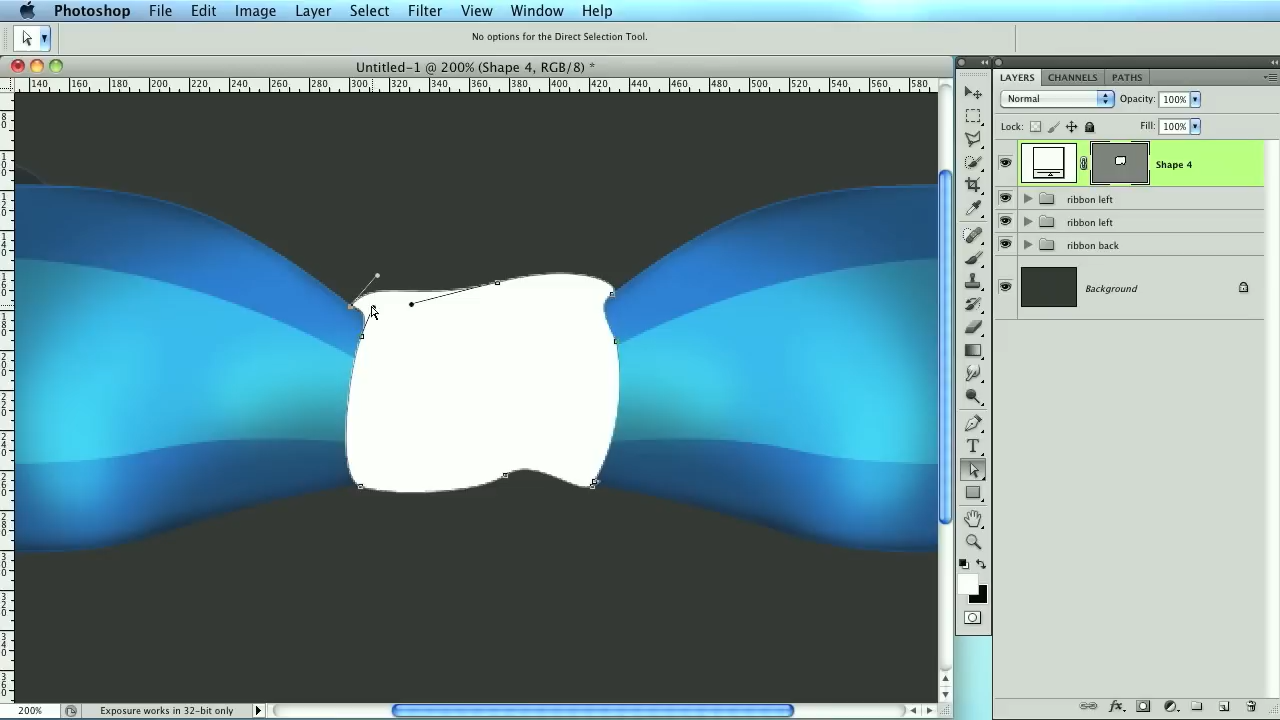 Photoshop File Edit Image Layer Select Filter View Window Help
No options for the Direct Selection Tool.
Untitled-1 @ 200% (Shape 4, RGB/8) *
140 160 180 200 220 240 260 280 300 320 340 360 380 400 420 440 460 480 500 520 540 560 580
LAYERS CHANNELS PATHS
Normal Opacity: 100%
Lock: Fill: 100%
Shape 4
ribbon left
ribbon left
ribbon back
Background
T
200% Exposure works in 32-bit only
fx